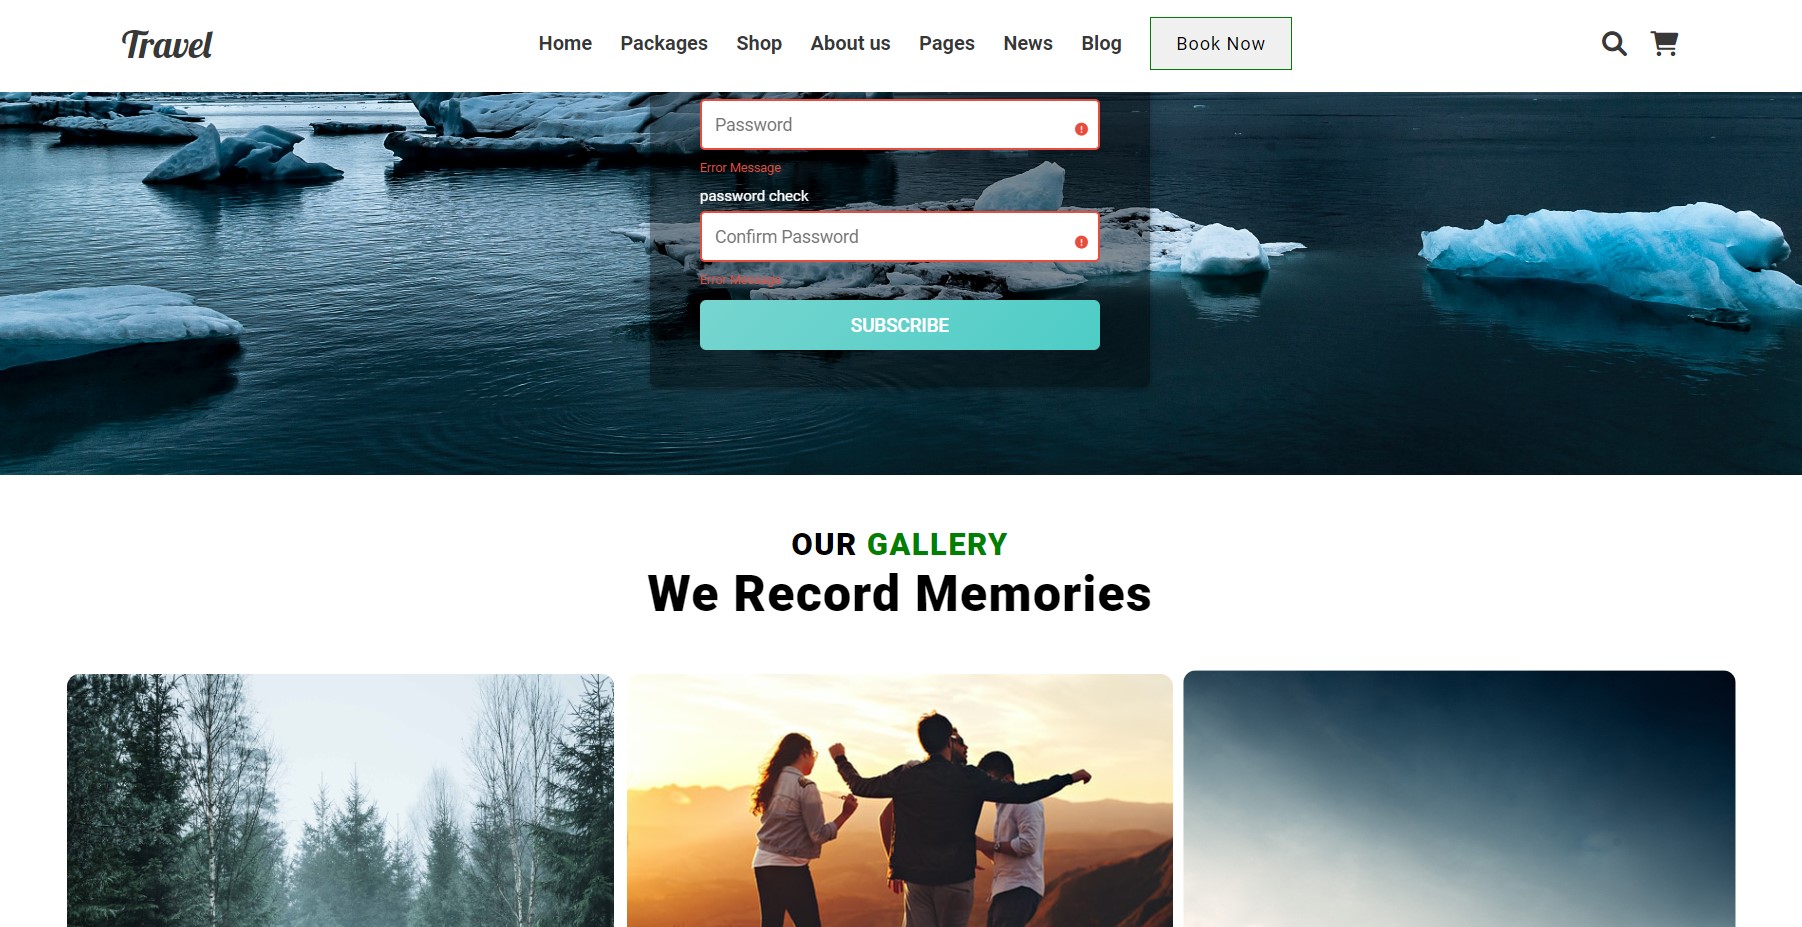 Travel
Home Packages Shop About us Pages News Blog Book Now
Password
Error Message
password check
Confirm Password
Error Message
SUBSCRIBE
OUR GALLERY
We Record Memories